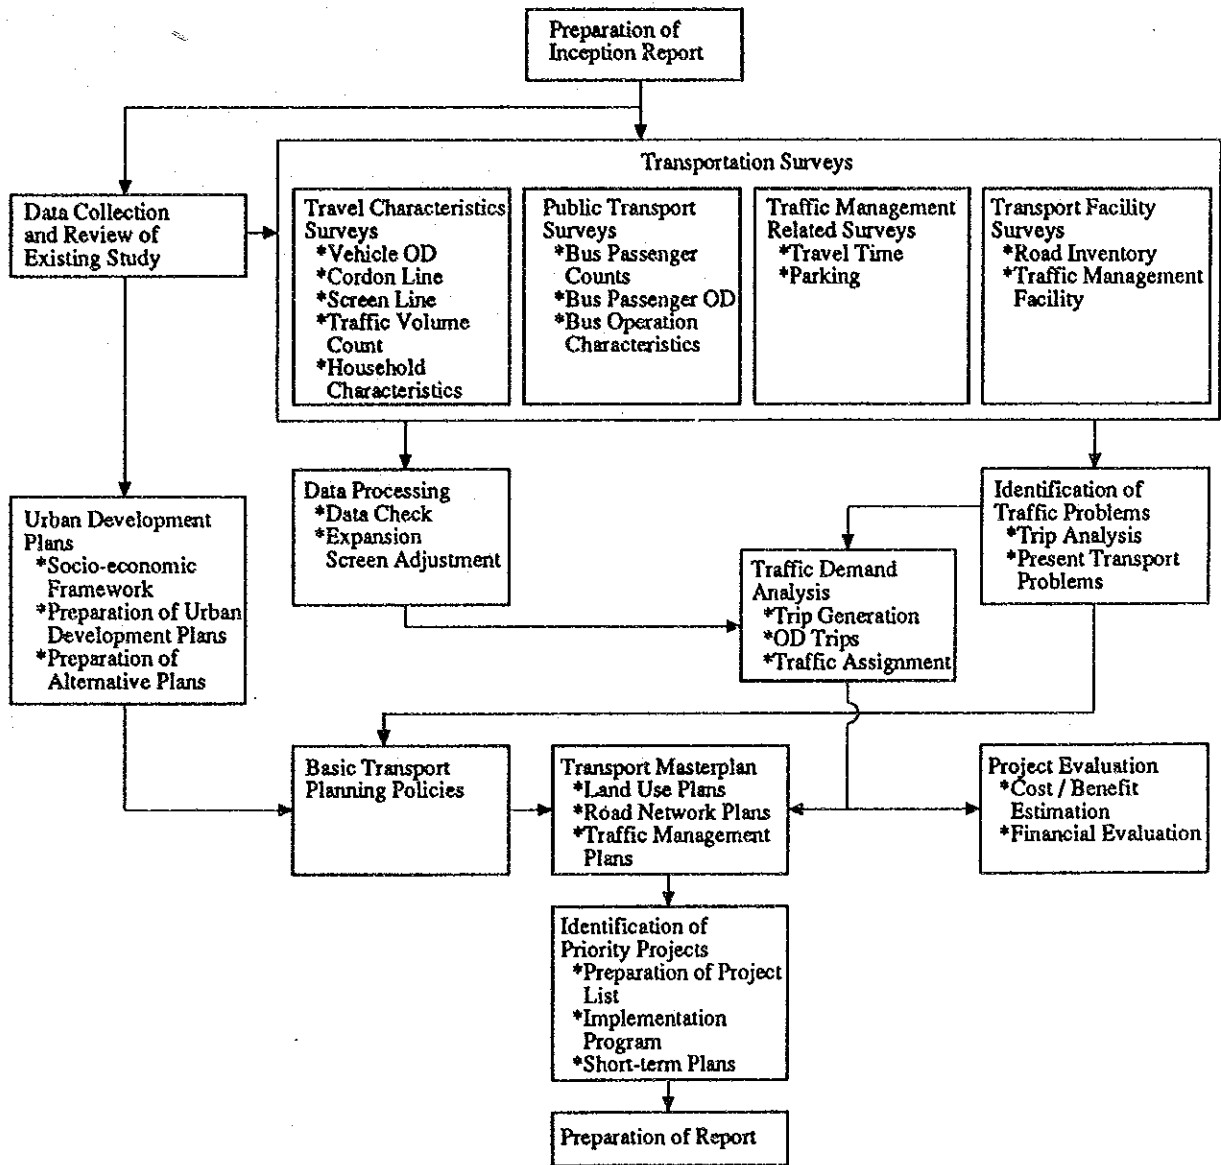 Preparation of
Inception Report
Transportation Surveys
Data Collection
and Review of
Existing Study
Travel Characteristics
Surveys
*Vehicle OD
*Cordon Line
*Screen Line
*Traffic Volume
Count
*Household
Characteristics
Public Transport
Surveys
*Bus Passenger
Counts
*Bus Passenger OD
*Bus Operation
Characteristics
Traffic Management
Related Surveys
*Travel Time
*Parking
Transport Facility
Surveys
*Road Inventory
*Traffic Management
Facility
Urban Development
Plans
*Socio-economic
Framework
*Preparation of Urban
Development Plans
*Preparation of
Alternative Plans
Data Processing
*Data Check
*Expansion
Screen Adjustment
Traffic Demand
Analysis
*Trip Generation
*OD Trips
*Traffic Assignment
Identification of
Traffic Problems
*Trip Analysis
*Present Transport
Problems
Basic Transport
Planning Policies
Transport Masterplan
*Land Use Plans
*Road Network Plans
*Traffic Management
Plans
Project Evaluation
*Cost / Benefit
Estimation
*Financial Evaluation
Identification of
Priority Projects
*Preparation of Project
List
*Implementation
Program
*Short-term Plans
Preparation of Report